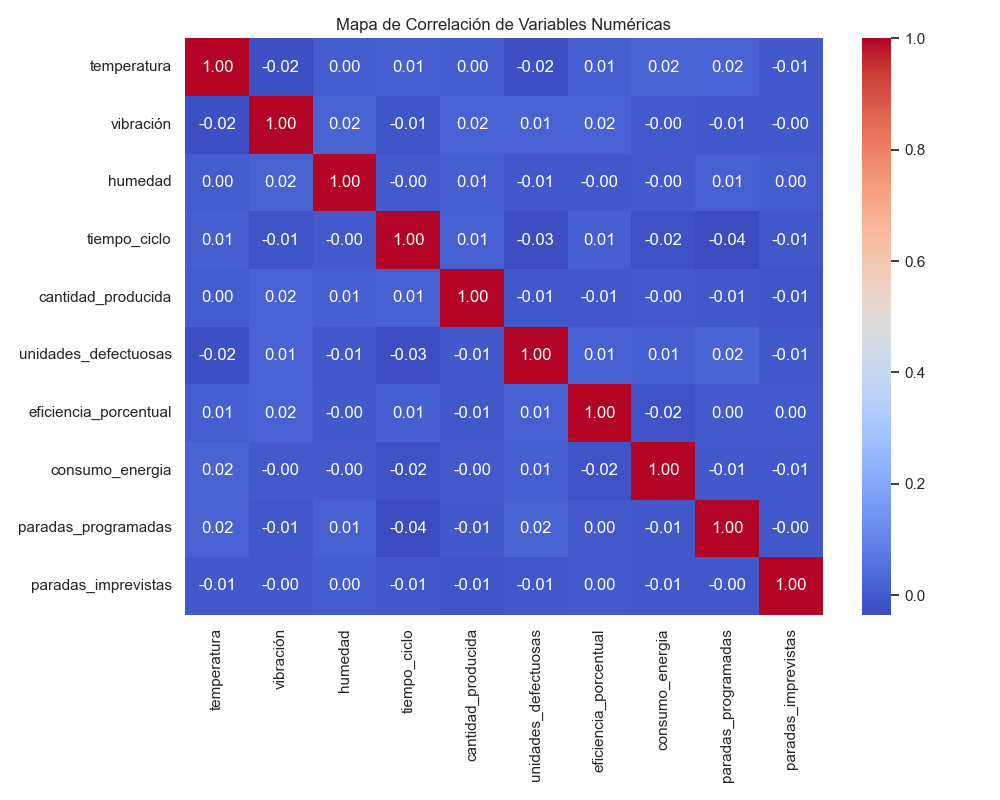 Mapa de Correlación de Variables Numéricas
temperatura 1.00 -0.02 0.00 0.01 0.00 -0.02 0.01 0.02 0.02 -0.01
vibración -0.02 1.00 0.02 -0.01 0.02 0.01 0.02 -0.00 -0.01 -0.00
humedad 0.00 0.02 1.00 -0.00 0.01 -0.01 -0.00 -0.00 0.01 0.00
tiempo_ciclo 0.01 -0.01 -0.00 1.00 0.01 -0.03 0.01 -0.02 -0.04 -0.01
cantidad_producida 0.00 0.02 0.01 0.01 1.00 -0.01 -0.01 -0.00 -0.01 -0.01
unidades_defectuosas -0.02 0.01 -0.01 -0.03 -0.01 1.00 0.01 0.01 0.02 -0.01
eficiencia_porcentual 0.01 0.02 -0.00 0.01 -0.01 0.01 1.00 -0.02 0.00 0.00
consumo_energia 0.02 -0.00 -0.00 -0.02 -0.00 0.01 -0.02 1.00 -0.01 -0.01
paradas_programadas 0.02 -0.01 0.01 -0.04 -0.01 0.02 0.00 -0.01 1.00 -0.00
paradas_imprevistas -0.01 -0.00 0.00 -0.01 -0.01 -0.01 0.00 -0.01 -0.00 1.00
temperatura
vibración
humedad
tiempo_ciclo
cantidad_producida
unidades_defectuosas
eficiencia_porcentual
consumo_energia
paradas_programadas
paradas_imprevistas
1.0
0.8
0.6
0.4
0.2
0.0